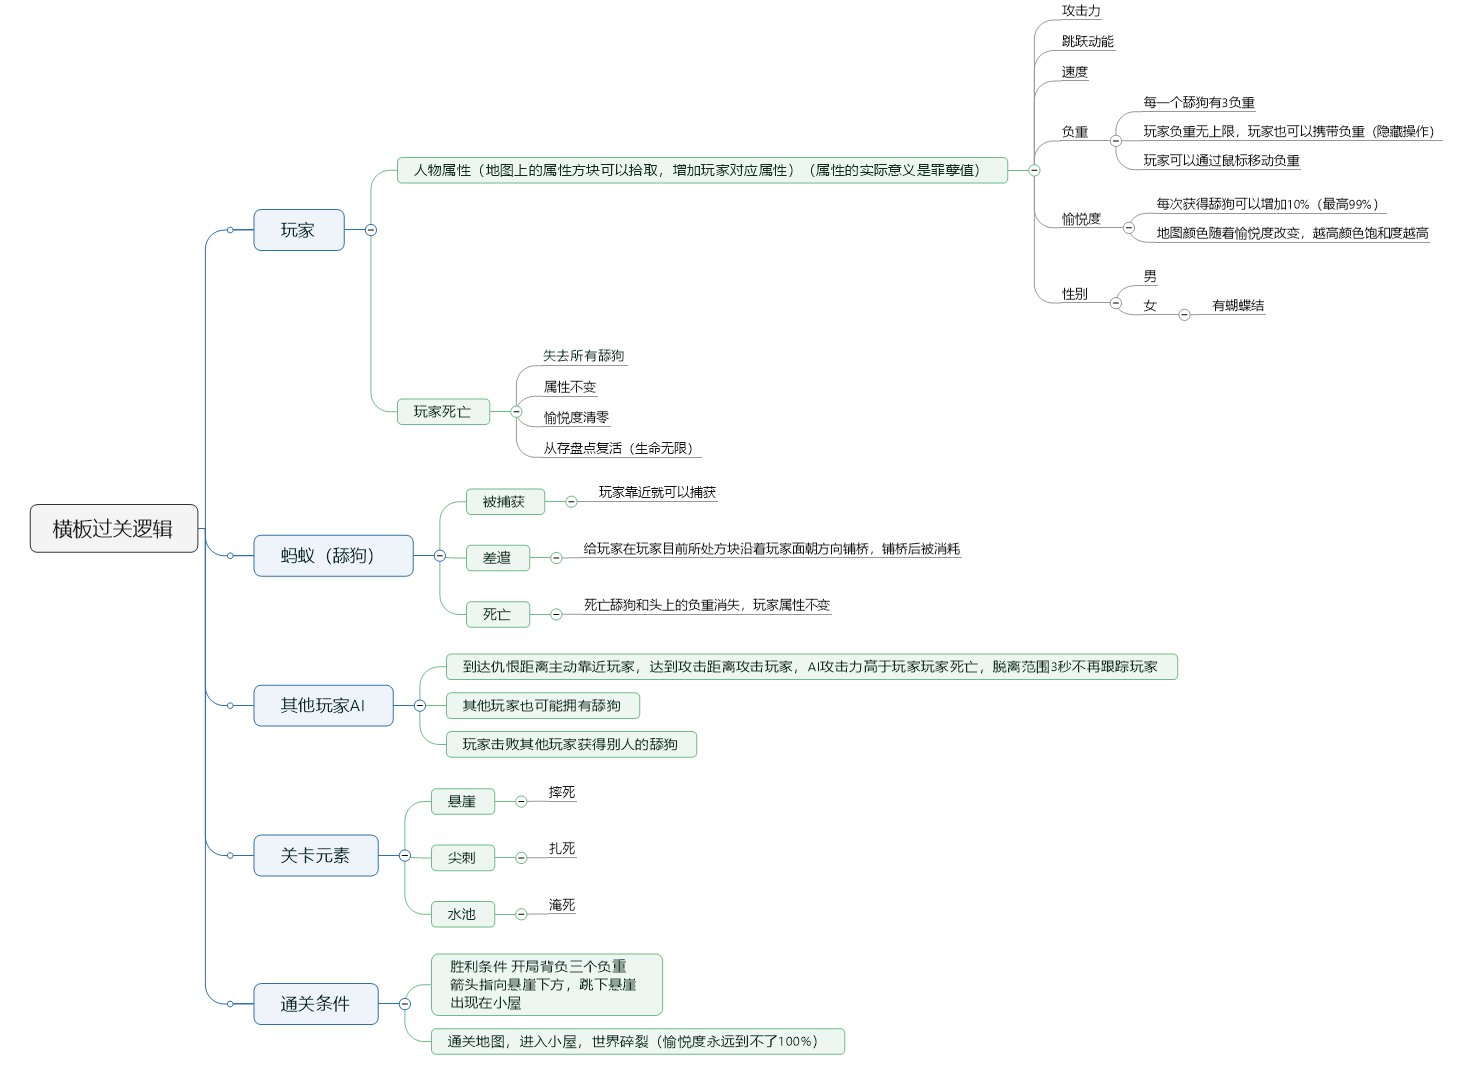 横板过关逻辑
玩家
人物属性（地图上的属性方块可以拾取，增加玩家对应属性）（属性的实际意义是罪孽值）
攻击力
跳跃动能
速度
负重
每一个舔狗有3负重
玩家负重无上限，玩家也可以携带负重（隐藏操作）
玩家可以通过鼠标移动负重
愉悦度
每次获得舔狗可以增加10%（最高99%）
地图颜色随着愉悦度改变，越高颜色饱和度越高
性别
男
女
有蝴蝶结
玩家死亡
失去所有舔狗
属性不变
愉悦度清零
从存盘点复活（生命无限）
蚂蚁（舔狗）
被捕获
玩家靠近就可以捕获
差遣
给玩家在玩家目前所处方块沿着玩家面朝方向铺桥，铺桥后被消耗
死亡
死亡舔狗和头上的负重消失，玩家属性不变
其他玩家AI
到达仇恨距离主动靠近玩家，达到攻击距离攻击玩家，AI攻击力高于玩家玩家死亡，脱离范围3秒不再跟踪玩家
其他玩家也可能拥有舔狗
玩家击败其他玩家获得别人的舔狗
关卡元素
悬崖
摔死
尖刺
扎死
水池
淹死
通关条件
胜利条件 开局背负三个负重
箭头指向悬崖下方，跳下悬崖
出现在小屋
通关地图，进入小屋，世界碎裂（愉悦度永远到不了100%）